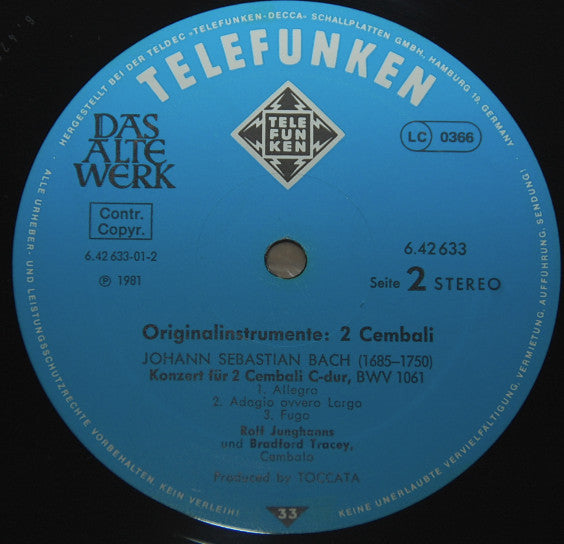 HERGESTELLT BEI DER TELDEC »TELEFUNKEN-DECCA« SCHALLPLATTEN GMBH, HAMBURG 19, GERMANY
TELEFUNKEN
TELE
FUN
KEN
DAS
ALTE
WERK
LC 0366
Contr.
Copyr.
6.42 633-01-2
℗ 1981
6.42 633
Seite 2 STEREO
Originalinstrumente: 2 Cembali
JOHANN SEBASTIAN BACH (1685–1750)
Konzert für 2 Cembali C-dur, BWV 1061
1. Allegro
2. Adagio ovvero Largo
3. Fuga
Rolf Junghanns
und Bradford Tracey,
Cembalo
Produced by TOCCATA
33
ALLE URHEBER- UND LEISTUNGSSCHUTZRECHTE VORBEHALTEN. KEIN VERLEIH!
KEINE UNERLAUBTE VERVIELFÄLTIGUNG, VERMIETUNG, AUFFÜHRUNG, SENDUNG!